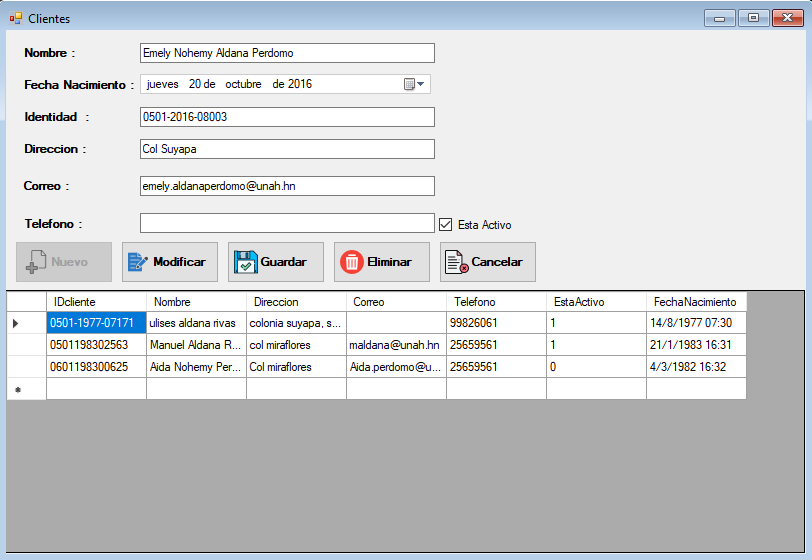 Clientes
Nombre : Emely Nohemy Aldana Perdomo
Fecha Nacimiento : jueves 20 de octubre de 2016
Identidad : 0501-2016-08003
Direccion : Col Suyapa
Correo : emely.aldanaperdomo@unah.hn
Telefono : Esta Activo
Nuevo Modificar Guardar Eliminar Cancelar
IDcliente Nombre Direccion Correo Telefono EstaActivo FechaNacimiento
0501-1977-07171 ulises aldana rivas colonia suyapa, s... 99826061 1 14/8/1977 07:30
0501198302563 Manuel Aldana R... col miraflores maldana@unah.hn 25659561 1 21/1/1983 16:31
0601198300625 Aida Nohemy Per... Col miraflores Aida.perdomo@u... 25659561 0 4/3/1982 16:32